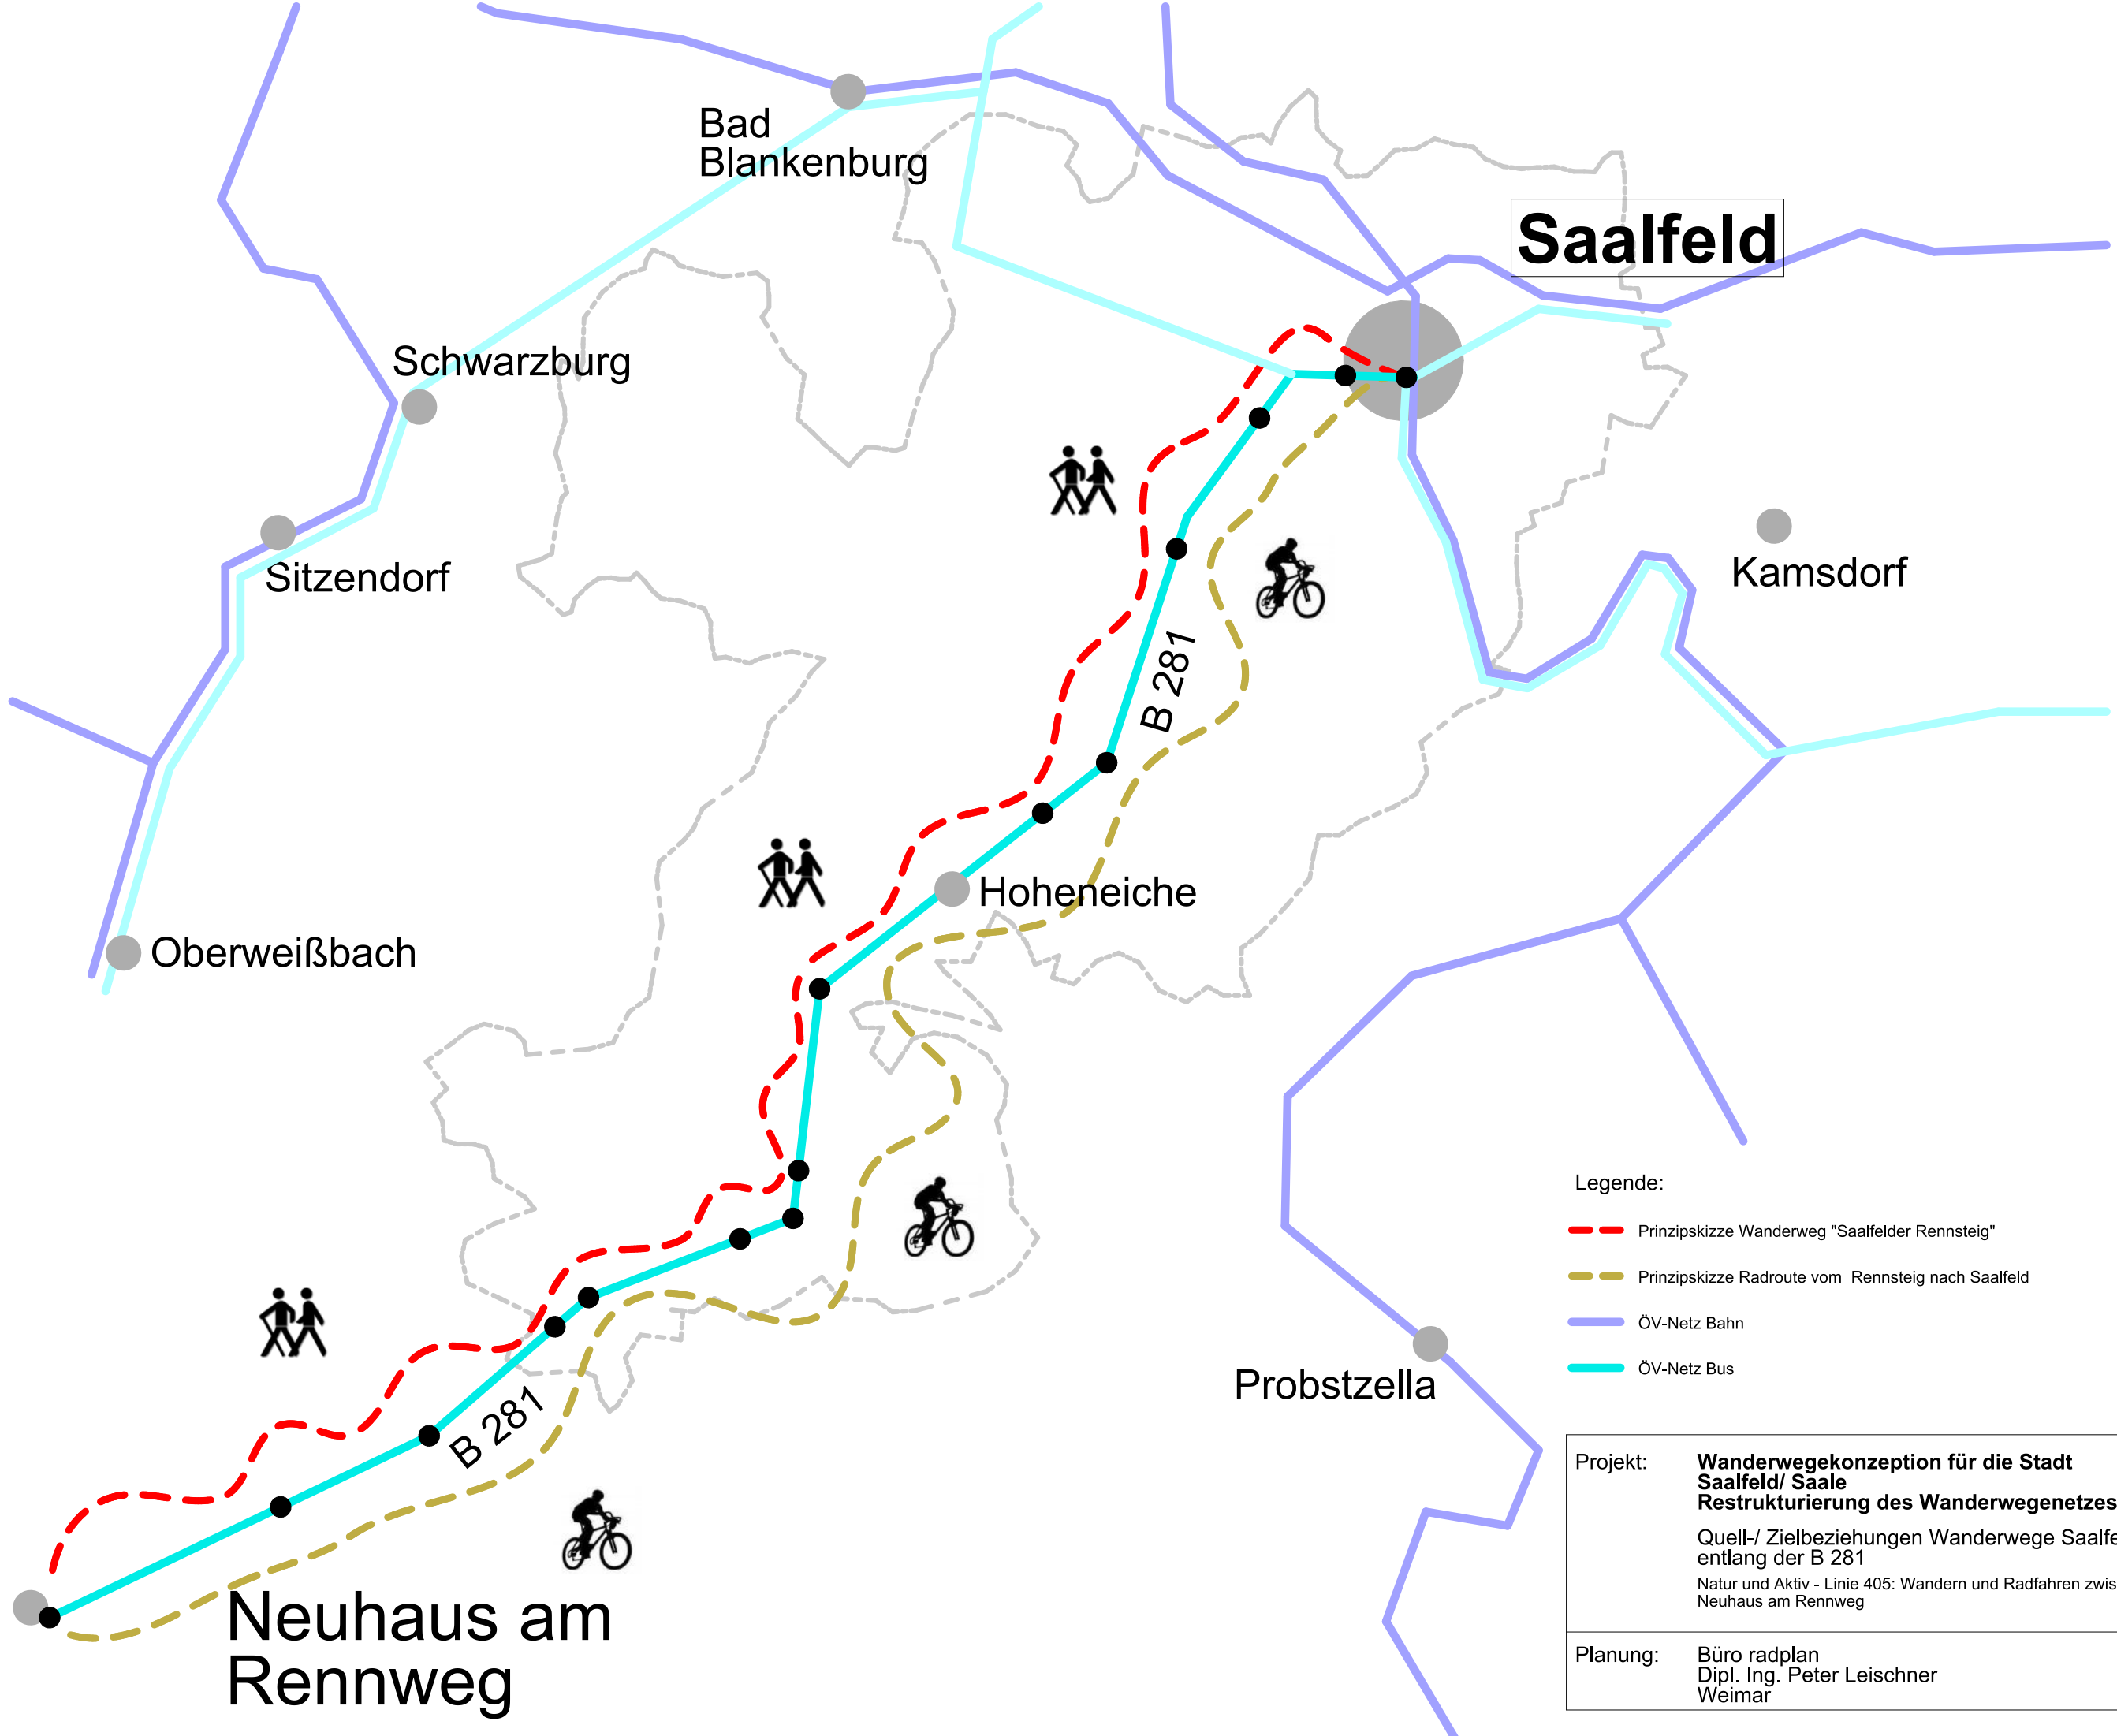 Bad
Blankenburg
Saalfeld
Schwarzburg
Sitzendorf
Kamsdorf
B 281
Hoheneiche
Oberweißbach
Legende:
Prinzipskizze Wanderweg "Saalfelder Rennsteig"
Prinzipskizze Radroute vom Rennsteig nach Saalfeld
ÖV-Netz Bahn
ÖV-Netz Bus
Probstzella
B 281
Neuhaus am
Rennweg
Projekt: Wanderwegekonzeption für die Stadt
Saalfeld/ Saale
Restrukturierung des Wanderwegenetzes
Quell-/ Zielbeziehungen Wanderwege Saalfe
entlang der B 281
Natur und Aktiv - Linie 405: Wandern und Radfahren zwis
Neuhaus am Rennweg
Planung: Büro radplan
Dipl. Ing. Peter Leischner
Weimar